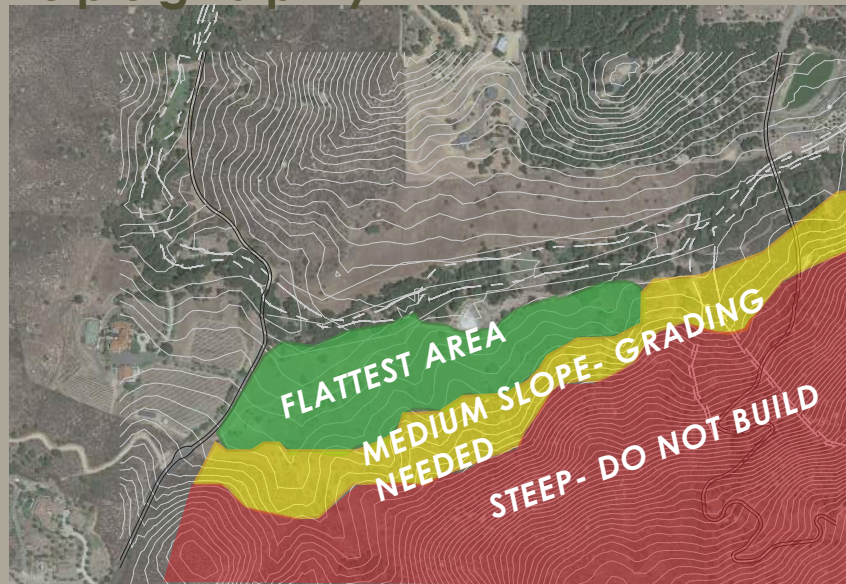 FLATTEST AREA
MEDIUM SLOPE- GRADING
NEEDED
STEEP- DO NOT BUILD